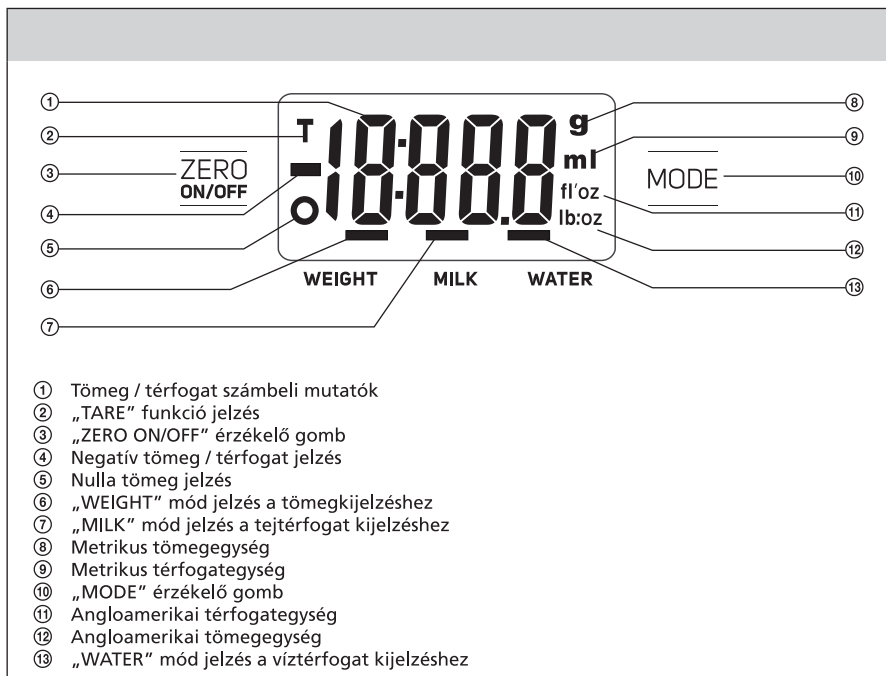 ① ⑧
② T 18:888.8 g ⑨
③ ZERO ml MODE ⑩
ON/OFF fl'oz
④ ⑪
⑤ lb:oz ⑫
⑥ WEIGHT MILK WATER ⑬
⑦
① Tömeg / térfogat számbeli mutatók
② „TARE” funkció jelzés
③ „ZERO ON/OFF” érzékelő gomb
④ Negatív tömeg / térfogat jelzés
⑤ Nulla tömeg jelzés
⑥ „WEIGHT” mód jelzés a tömegkijelzéshez
⑦ „MILK” mód jelzés a tejtérfogat kijelzéshez
⑧ Metrikus tömegegység
⑨ Metrikus térfogategység
⑩ „MODE” érzékelő gomb
⑪ Angloamerikai térfogategység
⑫ Angloamerikai tömegegység
⑬ „WATER” mód jelzés a víztérfogat kijelzéshez